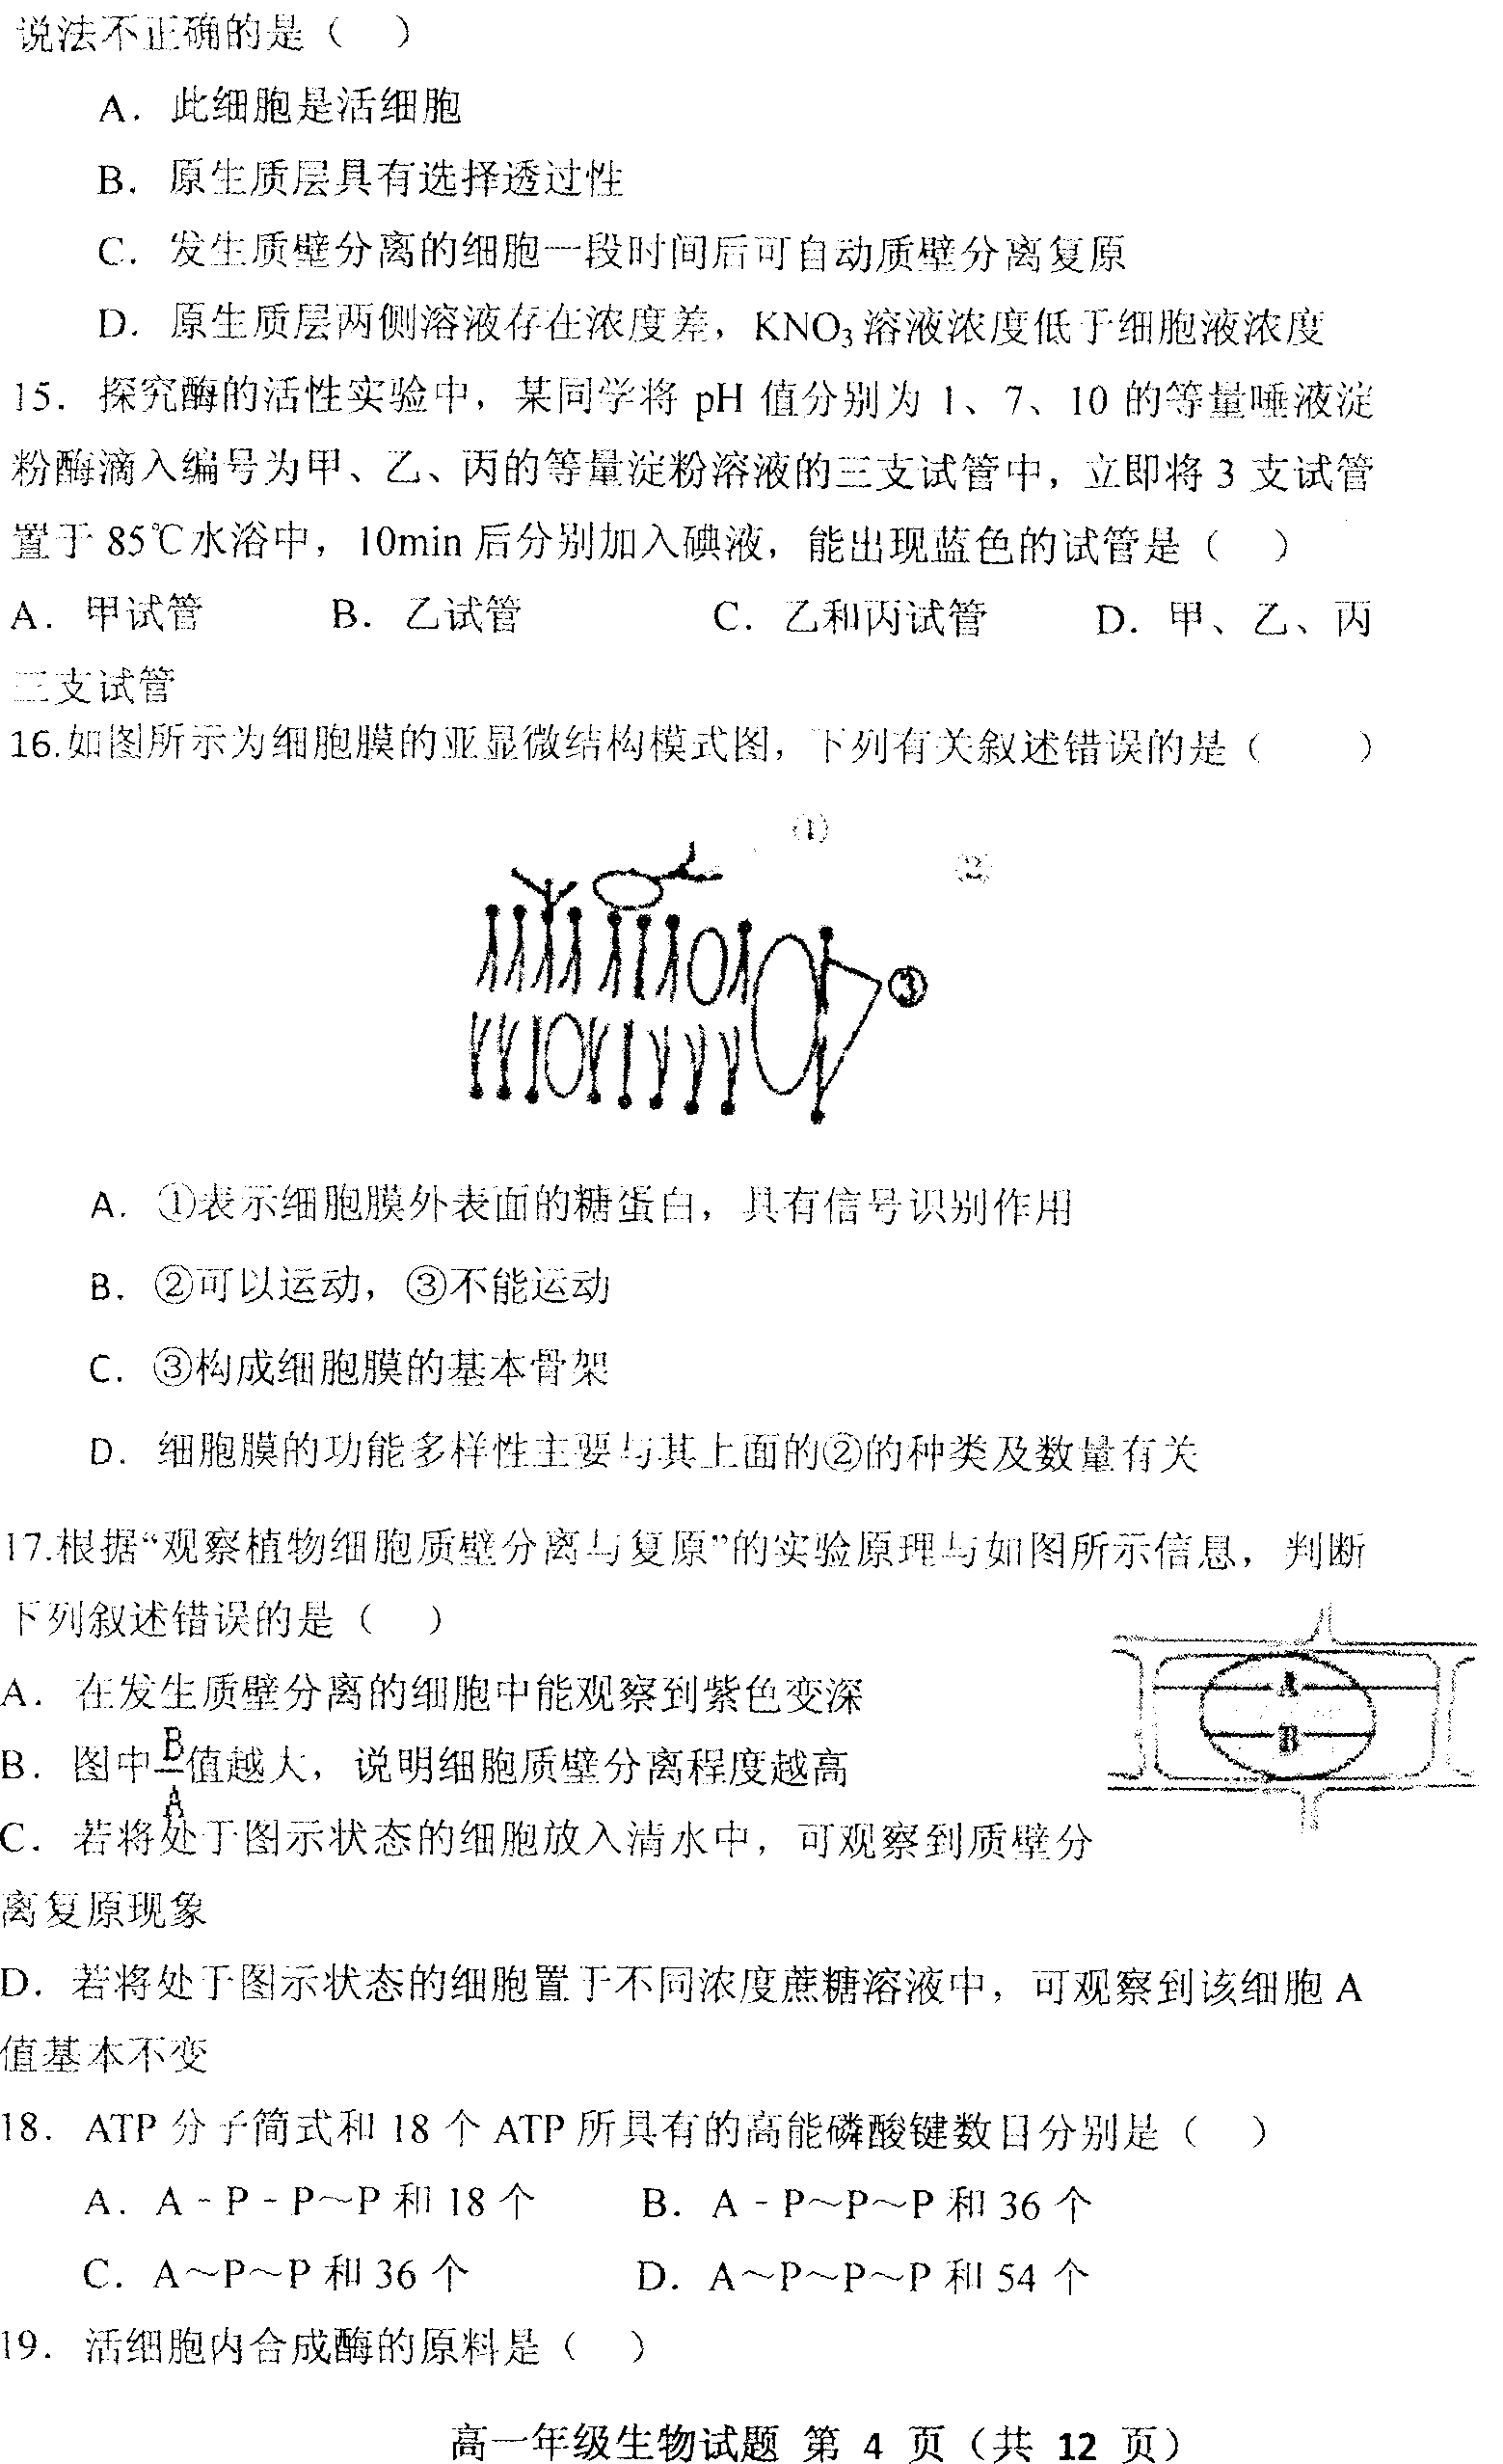 说法不正确的是（ ）
A．此细胞是活细胞
B．原生质层具有选择透过性
C．发生质壁分离的细胞一段时间后可自动质壁分离复原
D．原生质层两侧溶液存在浓度差，KNO₃溶液浓度低于细胞液浓度
15．探究酶的活性实验中，某同学将 pH 值分别为 1、7、10 的等量唾液淀
粉酶滴入编号为甲、乙、丙的等量淀粉溶液的三支试管中，立即将 3 支试管
置于 85℃水浴中，10min 后分别加入碘液，能出现蓝色的试管是（ ）
A．甲试管 B．乙试管 C．乙和丙试管 D．甲、乙、丙
三支试管
16.如图所示为细胞膜的亚显微结构模式图，下列有关叙述错误的是（ ）
①
②
③
A．①表示细胞膜外表面的糖蛋白，具有信号识别作用
B．②可以运动，③不能运动
C．③构成细胞膜的基本骨架
D．细胞膜的功能多样性主要与其上面的②的种类及数量有关
17.根据“观察植物细胞质壁分离与复原”的实验原理与如图所示信息，判断
下列叙述错误的是（ ）
A．在发生质壁分离的细胞中能观察到紫色变深
A
B
B．图中B/A值越大，说明细胞质壁分离程度越高
C．若将处于图示状态的细胞放入清水中，可观察到质壁分
离复原现象
D．若将处于图示状态的细胞置于不同浓度蔗糖溶液中，可观察到该细胞 A
值基本不变
18．ATP 分子简式和 18 个 ATP 所具有的高能磷酸键数目分别是（ ）
A．A﹣P﹣P～P 和 18 个 B．A﹣P～P～P 和 36 个
C．A～P～P 和 36 个 D．A～P～P～P 和 54 个
19．活细胞内合成酶的原料是（ ）
高一年级生物试题 第 4 页（共 12 页）